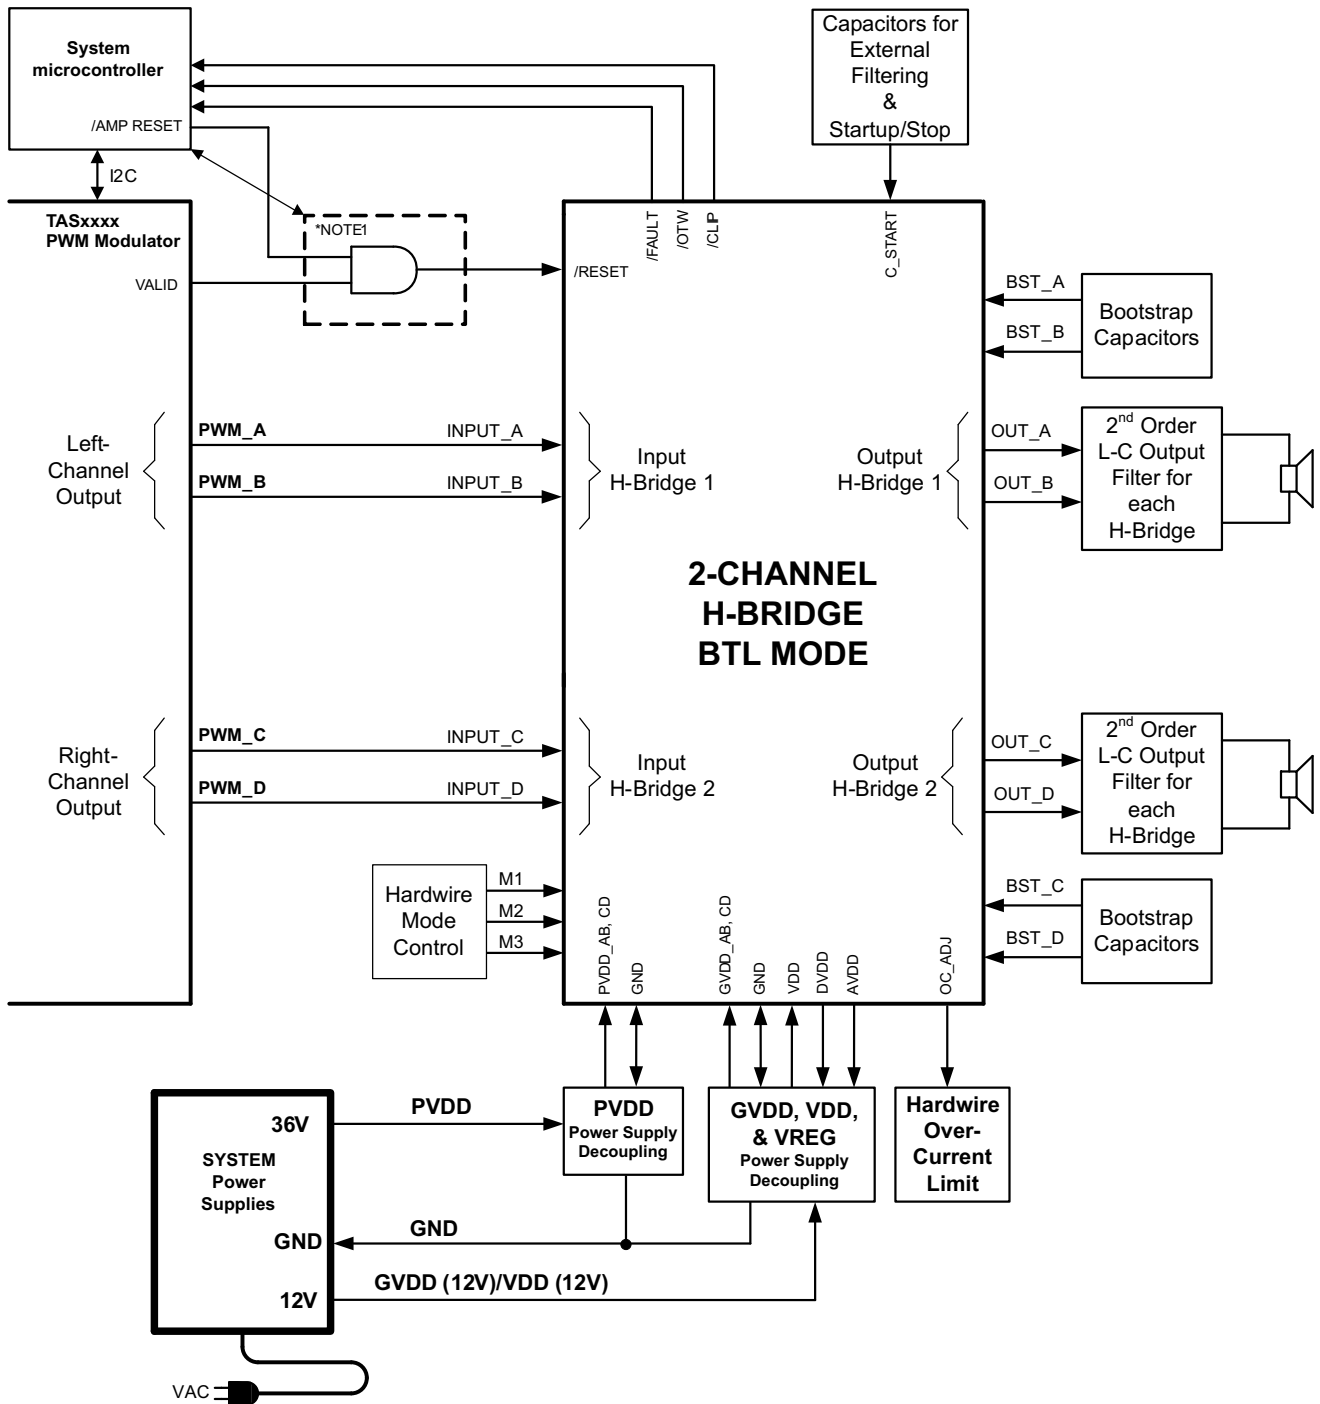 System
microcontroller
/AMP RESET
I2C
TASxxxx
PWM Modulator
VALID
*NOTE1
/RESET
/FAULT
/OTW
/CLIP
Capacitors for
External
Filtering
&
Startup/Stop
C_START
BST_A
BST_B
Bootstrap
Capacitors
Left-
Channel
Output
PWM_A
PWM_B
INPUT_A
INPUT_B
Input
H-Bridge 1
Output
H-Bridge 1
OUT_A
OUT_B
2nd Order
L-C Output
Filter for
each
H-Bridge
2-CHANNEL
H-BRIDGE
BTL MODE
Right-
Channel
Output
PWM_C
PWM_D
INPUT_C
INPUT_D
Input
H-Bridge 2
Output
H-Bridge 2
OUT_C
OUT_D
2nd Order
L-C Output
Filter for
each
H-Bridge
Hardwire
Mode
Control
M1
M2
M3
PVDD_AB, CD
GND
GVDD_AB, CD
GND
VDD
DVDD
AVDD
OC_ADJ
BST_C
BST_D
Bootstrap
Capacitors
36V
SYSTEM
Power
Supplies
GND
12V
PVDD
PVDD
Power Supply
Decoupling
GVDD, VDD,
& VREG
Power Supply
Decoupling
Hardwire
Over-
Current
Limit
GND
GVDD (12V)/VDD (12V)
VAC